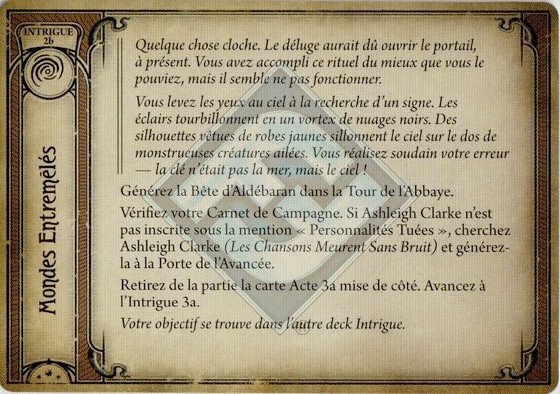 INTRIGUE
2b
Mondes Entremêlés
Quelque chose cloche. Le déluge aurait dû ouvrir le portail,
à présent. Vous avez accompli ce rituel du mieux que vous le
pouviez, mais il semble ne pas fonctionner.
Vous levez les yeux au ciel à la recherche d'un signe. Les
éclairs tourbillonnent en un vortex de nuages noirs. Des
silhouettes vêtues de robes jaunes sillonnent le ciel sur le dos de
monstrueuses créatures ailées. Vous réalisez soudain votre erreur
— la clé n'était pas la mer, mais le ciel !
Générez la Bête d'Aldébaran dans la Tour de l'Abbaye.
Vérifiez votre Carnet de Campagne. Si Ashleigh Clarke n'est
pas inscrite sous la mention « Personnalités Tuées », cherchez
Ashleigh Clarke (Les Chansons Meurent Sans Bruit) et générez-
la à la Porte de l'Avancée.
Retirez de la partie la carte Acte 3a mise de côté. Avancez à
l'Intrigue 3a.
Votre objectif se trouve dans l'autre deck Intrigue.